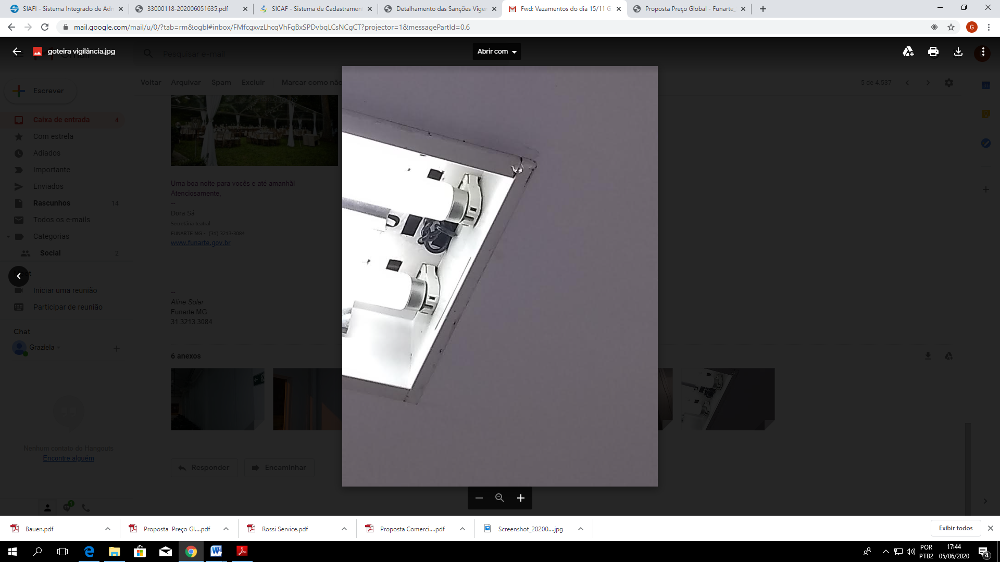 SIAFI - Sistema Integrado de Adn
33000118-202006051635.pdf
SICAF - Sistema de Cadastrament
Detalhamento das Sanções Viger
Fwd: Vazamentos do dia 15/11 G
Proposta Preço Global - Funarte_
mail.google.com/mail/u/0/?tab=rm&ogbl#inbox/FMfcgxvzLhcqVhFgBxSPDvbqLCsNCgCT?projector=1&messagePartId=0.6
G
goteira vigilância.jpg
Pesquisar e-mail
Abrir com
Voltar Arquivar Spam Excluir Marcar como não
5 de 4.537
Escrever
Caixa de entrada 4
Com estrela
Adiados
Importante
Enviados
Rascunhos 14
Todos os e-mails
Categorias
Social 2
Iniciar uma reunião
Participar de reunião
Chat
Graziela
Nenhum contato do Hangouts
Encontre alguém
1
Uma boa noite para vocês e até amanhã!
Atenciosamente,
--
Dora Sá
Secretária teatral
FUNARTE MG - (31) 3213-3084
www.funarte.gov.br
--
Aline Solar
Funarte MG
31.3213.3084
6 anexos
Responder
Encaminhar
Bauen.pdf
Proposta Preço Gl....pdf
Rossi Service.pdf
Proposta Comerci....pdf
Screenshot_20200....jpg
Exibir todos
POR
PTB2
17:44
05/06/2020
4